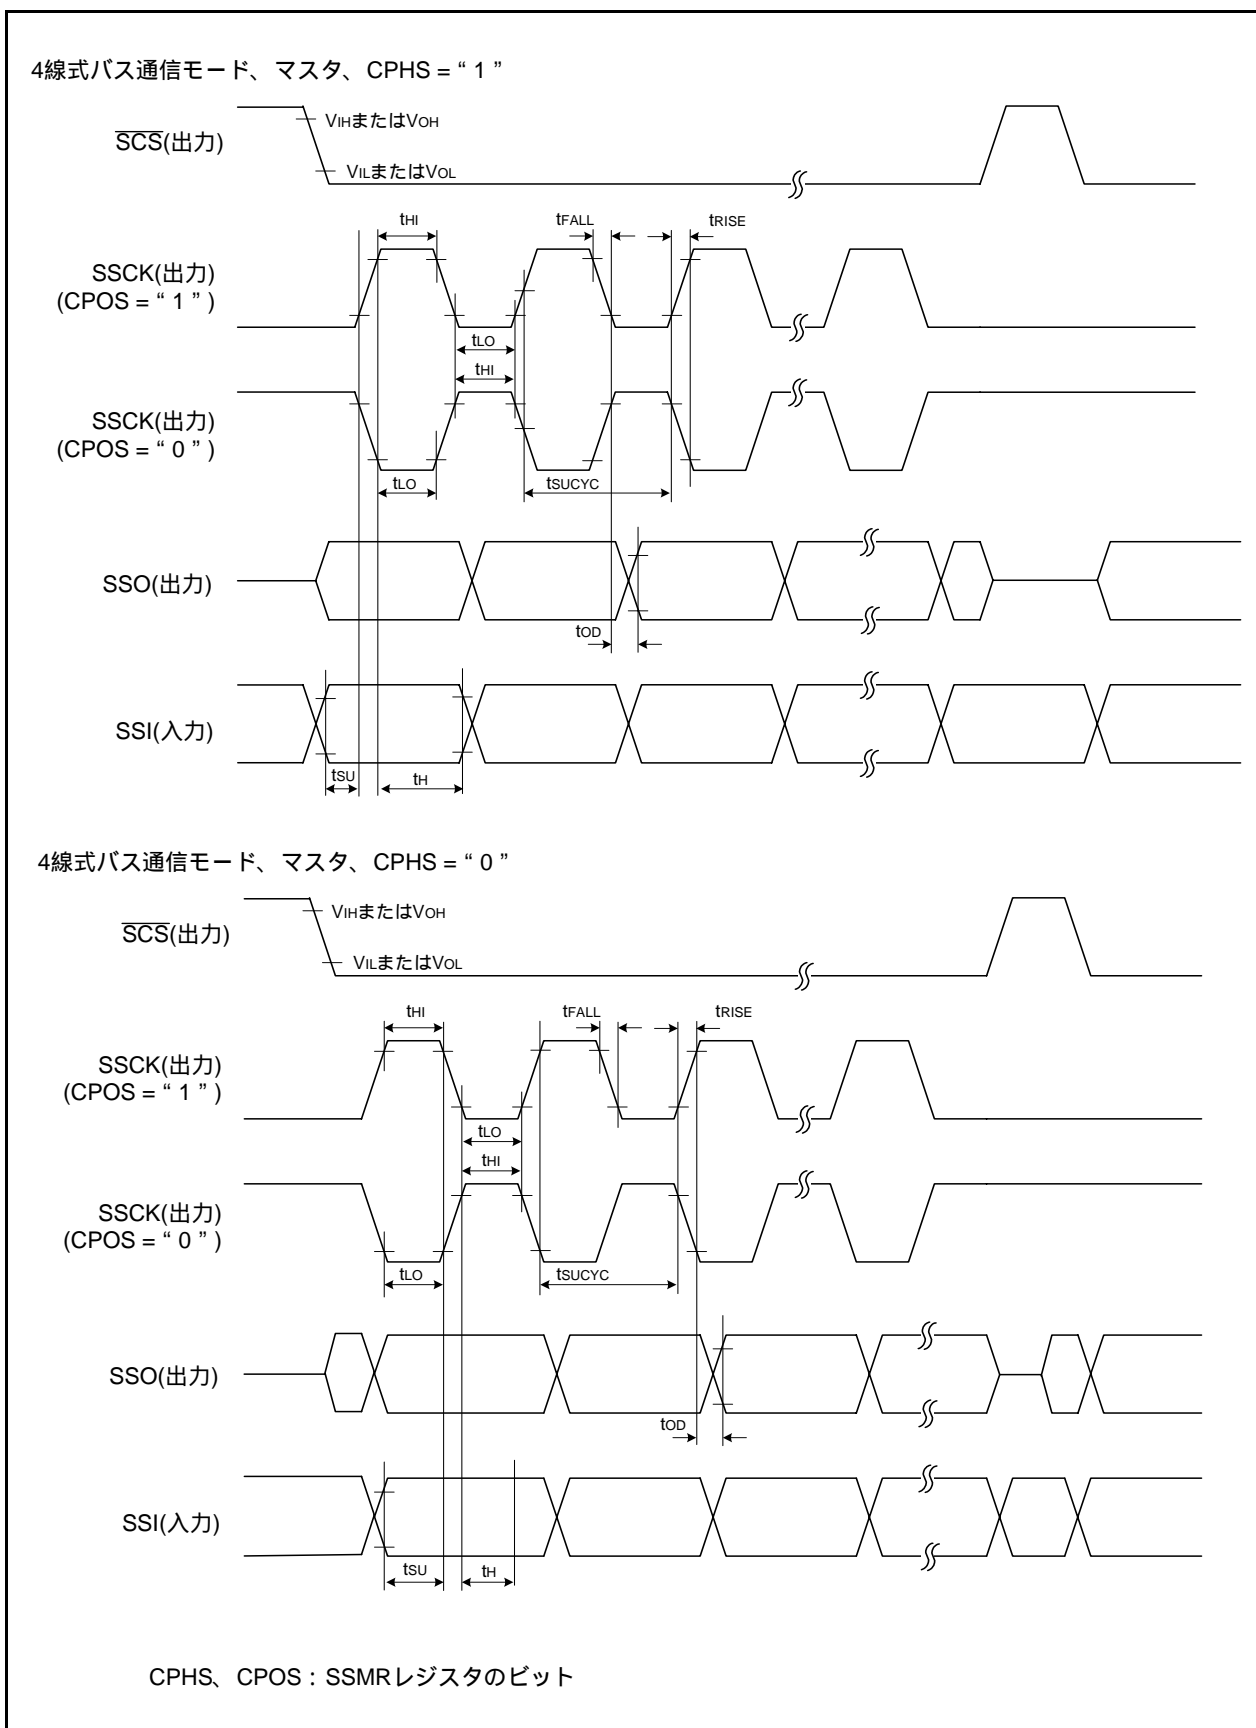 4線式バス通信モード、マスタ、CPHS = “ 1 ”
SCS(出力)
VIHまたはVOH
VILまたはVOL
tHI
tFALL
tRISE
SSCK(出力)
(CPOS = “ 1 ” )
tLO
tHI
SSCK(出力)
(CPOS = “ 0 ” )
tLO
tSUCYC
SSO(出力)
tOD
SSI(入力)
tSU
tH
4線式バス通信モード、マスタ、CPHS = “ 0 ”
SCS(出力)
VIHまたはVOH
VILまたはVOL
tHI
tFALL
tRISE
SSCK(出力)
(CPOS = “ 1 ” )
tLO
tHI
SSCK(出力)
(CPOS = “ 0 ” )
tLO
tSUCYC
SSO(出力)
tOD
SSI(入力)
tSU
tH
CPHS、CPOS : SSMRレジスタのビット